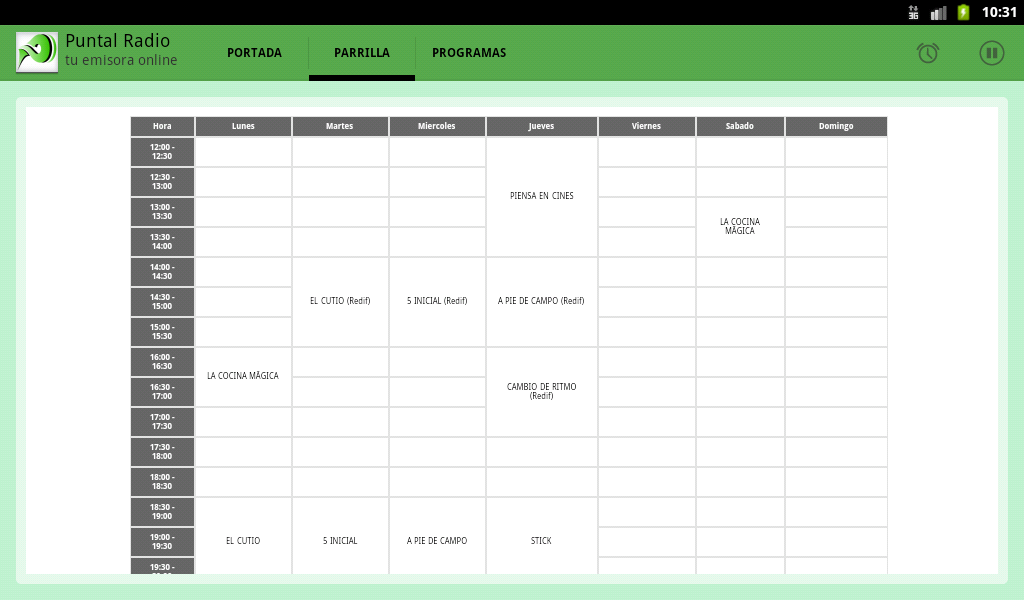 3G
10:31
Puntal Radio
tu emisora online
PORTADA
PARRILLA
PROGRAMAS
Hora
Lunes
Martes
Miercoles
Jueves
Viernes
Sabado
Domingo
12:00 -
12:30
PIENSA EN CINES
12:30 -
13:00
13:00 -
13:30
LA COCINA
MÁGICA
13:30 -
14:00
14:00 -
14:30
EL CUTIO (Redif)
5 INICIAL (Redif)
A PIE DE CAMPO (Redif)
14:30 -
15:00
15:00 -
15:30
16:00 -
16:30
LA COCINA MÁGICA
CAMBIO DE RITMO
(Redif)
16:30 -
17:00
17:00 -
17:30
17:30 -
18:00
18:00 -
18:30
18:30 -
19:00
EL CUTIO
5 INICIAL
A PIE DE CAMPO
STICK
19:00 -
19:30
19:30 -